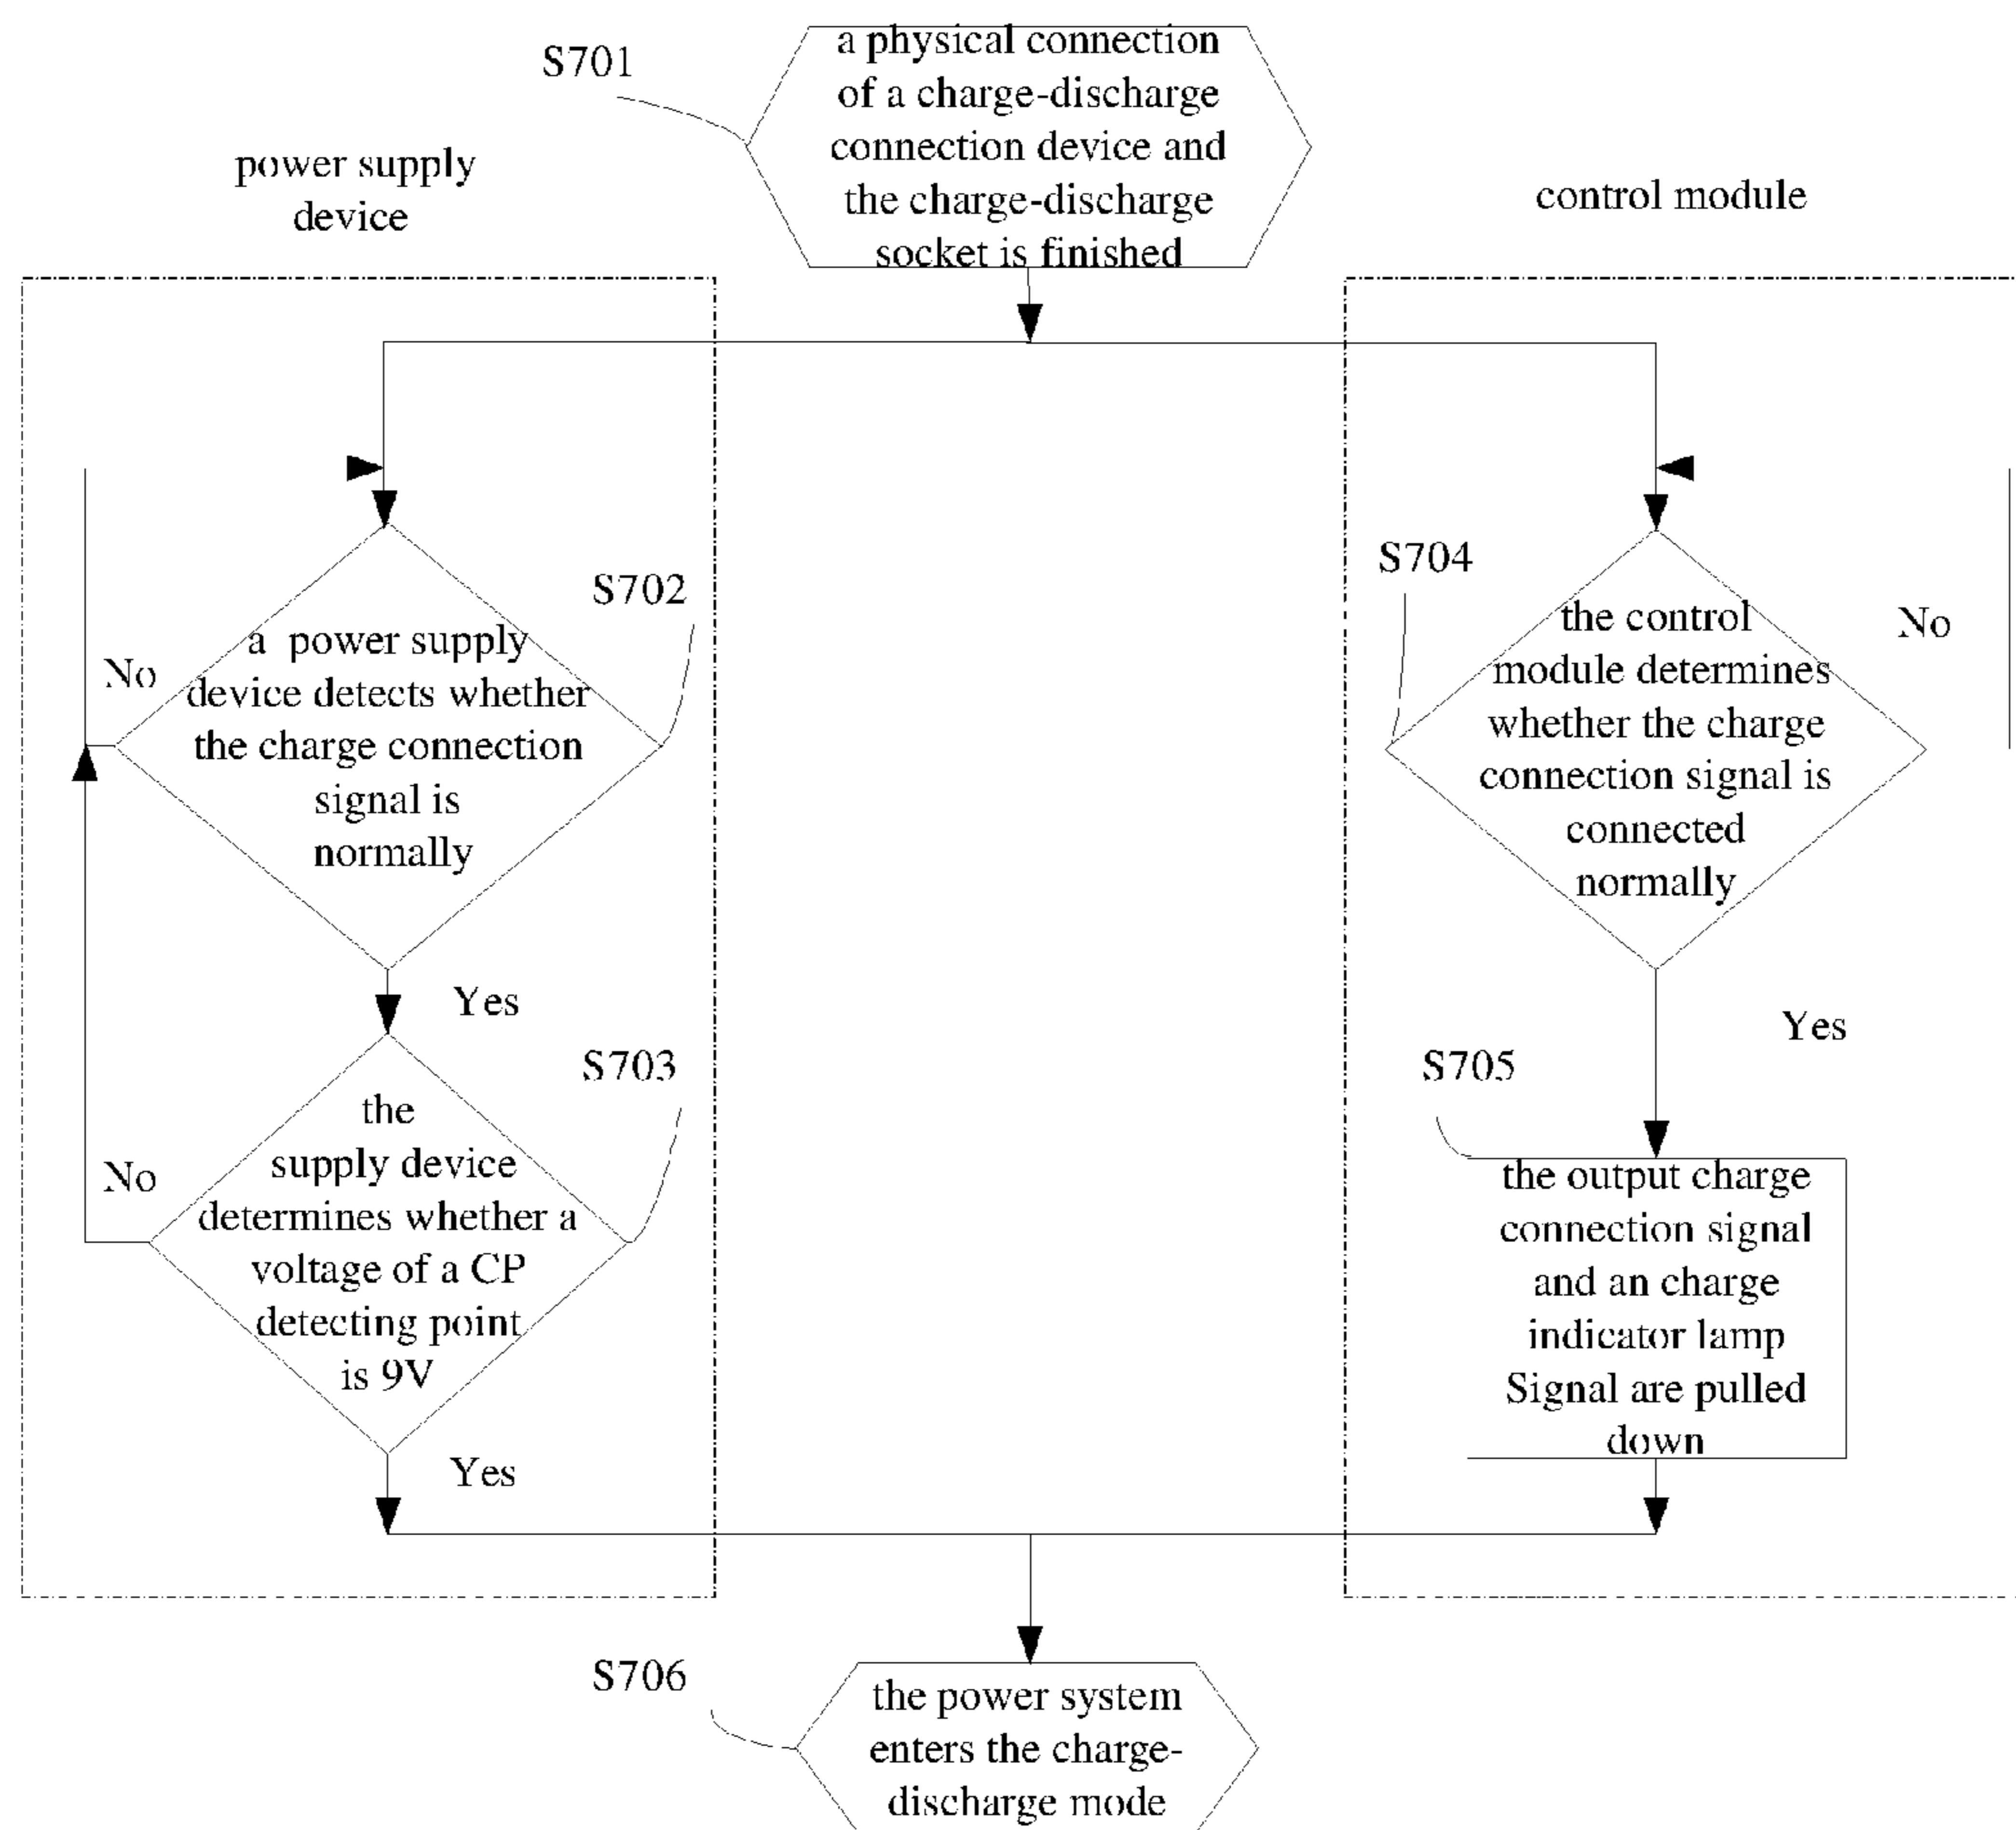 S701
a physical connection
of a charge-discharge
connection device and
the charge-discharge
socket is finished
power supply
device
control module
S702
No
a power supply
device detects whether
the charge connection
signal is
normally
Yes
S703
No
the
supply device
determines whether a
voltage of a CP
detecting point
is 9V
Yes
S704
No
the control
module determines
whether the charge
connection signal is
connected
normally
Yes
S705
the output charge
connection signal
and an charge
indicator lamp
Signal are pulled
down
S706
the power system
enters the charge-
discharge mode